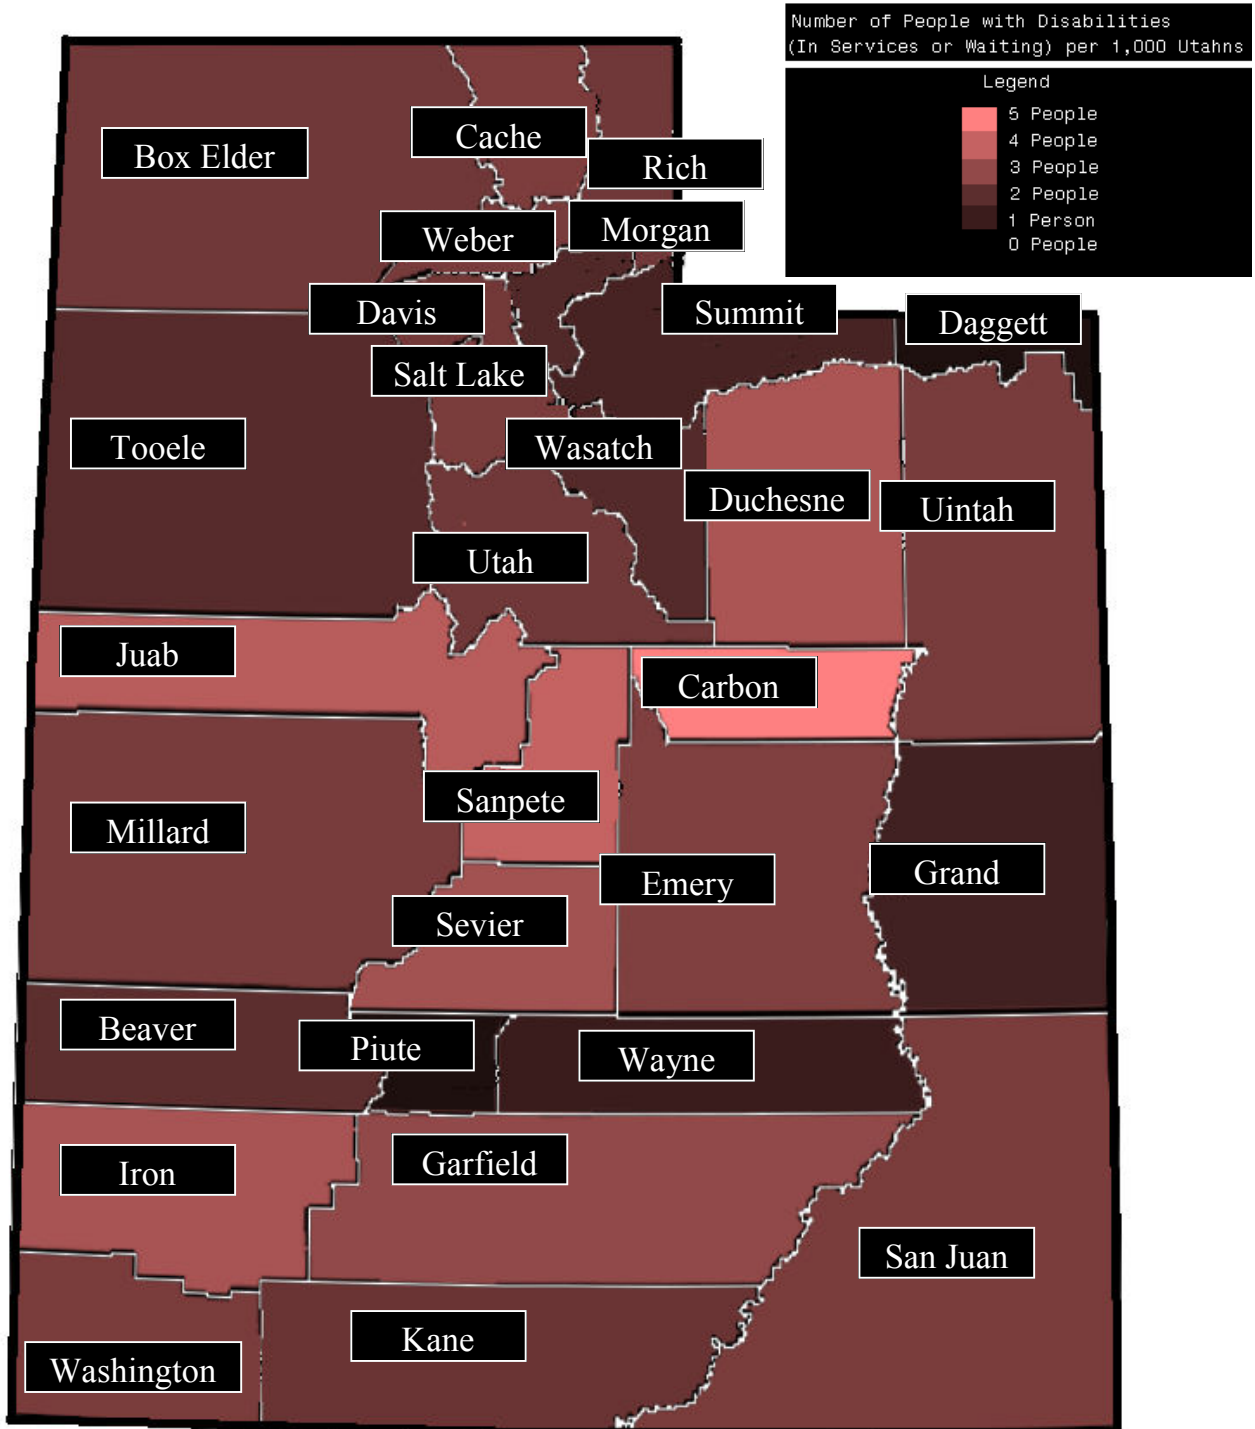 Number of People with Disabilities
(In Services or Waiting) per 1,000 Utahns
Legend
5 People
4 People
3 People
2 People
1 Person
0 People
Cache
Box Elder
Rich
Weber
Morgan
Davis
Summit
Daggett
Salt Lake
Tooele
Wasatch
Duchesne
Uintah
Utah
Juab
Carbon
Sanpete
Millard
Emery
Grand
Sevier
Beaver
Piute
Wayne
Iron
Garfield
San Juan
Kane
Washington